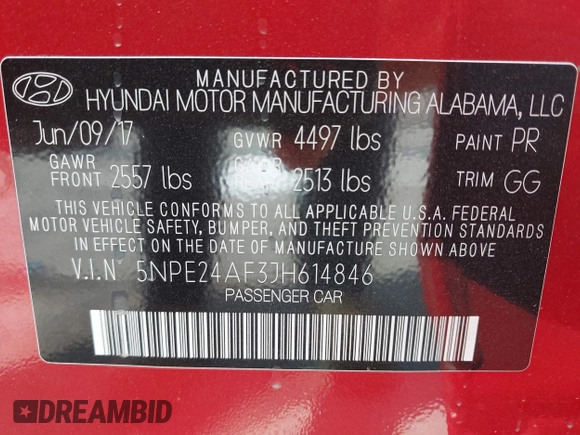 MANUFACTURED BY
HYUNDAI MOTOR MANUFACTURING ALABAMA, LLC
Jun/09/17 GVWR 4497 lbs PAINT PR
GAWR
FRONT 2557 lbs 2513 lbs TRIM GG
THIS VEHICLE CONFORMS TO ALL APPLICABLE U.S.A. FEDERAL
MOTOR VEHICLE SAFETY, BUMPER, AND THEFT PREVENTION STANDARDS
IN EFFECT ON THE DATE OF MANUFACTURE SHOWN ABOVE
V.I.N 5NPE24AF3JH614846
PASSENGER CAR
DREAMBID